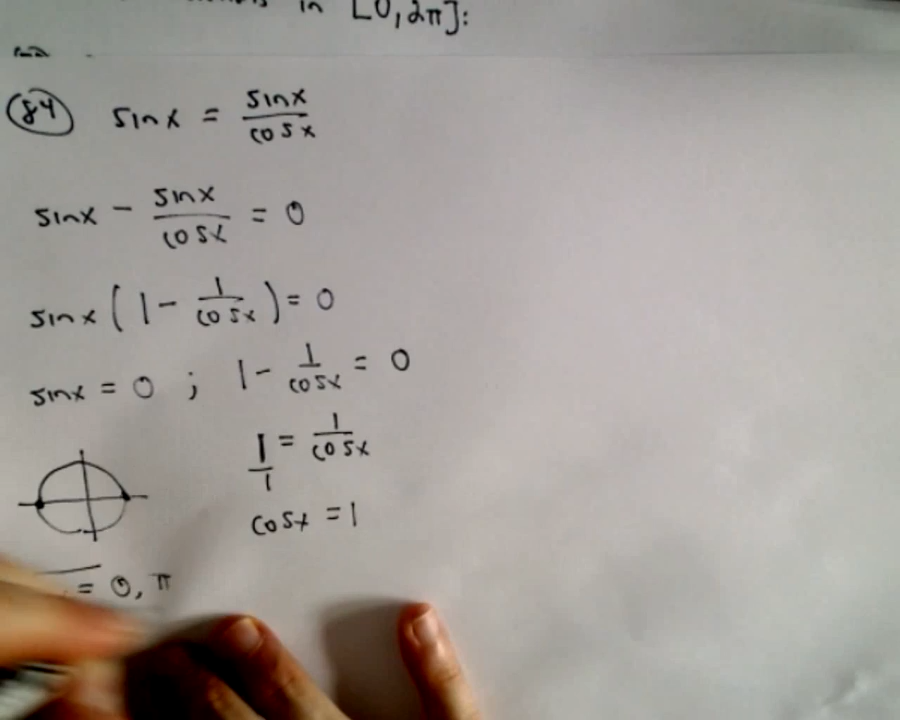 in [0, 2π]:
84 sinx = sinx/cosx
sinx - sinx/cosx = 0
sinx(1 - 1/cosx) = 0
sinx = 0 ; 1 - 1/cosx = 0
1/1 = 1/cosx
cosx = 1
= 0, π